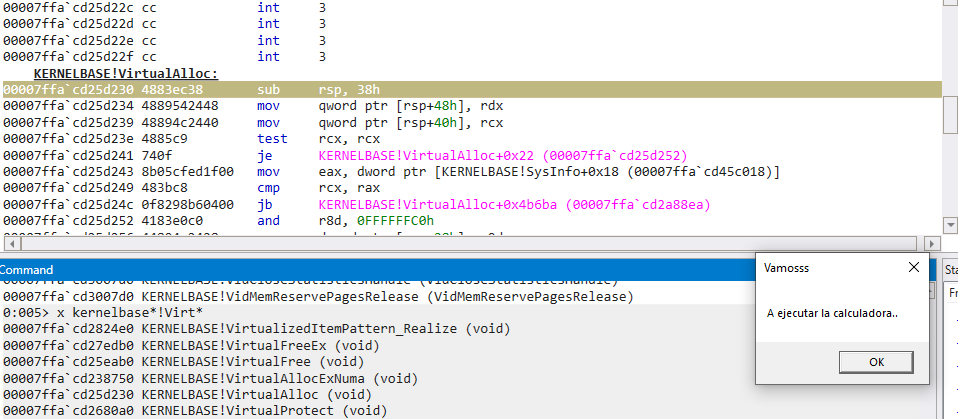 00007ffa`cd25d22c cc int 3
00007ffa`cd25d22d cc int 3
00007ffa`cd25d22e cc int 3
00007ffa`cd25d22f cc int 3
KERNELBASE!VirtualAlloc:
00007ffa`cd25d230 4883ec38 sub rsp, 38h
00007ffa`cd25d234 4889542448 mov qword ptr [rsp+48h], rdx
00007ffa`cd25d239 48894c2440 mov qword ptr [rsp+40h], rcx
00007ffa`cd25d23e 4885c9 test rcx, rcx
00007ffa`cd25d241 740f je KERNELBASE!VirtualAlloc+0x22 (00007ffa`cd25d252)
00007ffa`cd25d243 8b05cfed1f00 mov eax, dword ptr [KERNELBASE!SysInfo+0x18 (00007ffa`cd45c018)]
00007ffa`cd25d249 483bc8 cmp rcx, rax
00007ffa`cd25d24c 0f8298b60400 jb KERNELBASE!VirtualAlloc+0x4b6ba (00007ffa`cd2a88ea)
00007ffa`cd25d252 4183e0c0 and r8d, 0FFFFFFC0h
Command
00007ffa`cd3007d0 KERNELBASE!VidMemReservePagesRelease (VidMemReservePagesRelease)
0:005> x kernelbase*!Virt*
00007ffa`cd2824e0 KERNELBASE!VirtualizedItemPattern_Realize (void)
00007ffa`cd27edb0 KERNELBASE!VirtualFreeEx (void)
00007ffa`cd25eab0 KERNELBASE!VirtualFree (void)
00007ffa`cd238750 KERNELBASE!VirtualAllocExNuma (void)
00007ffa`cd25d230 KERNELBASE!VirtualAlloc (void)
00007ffa`cd2680a0 KERNELBASE!VirtualProtect (void)
Vamosss
A ejecutar la calculadora..
OK
Sta
Fr